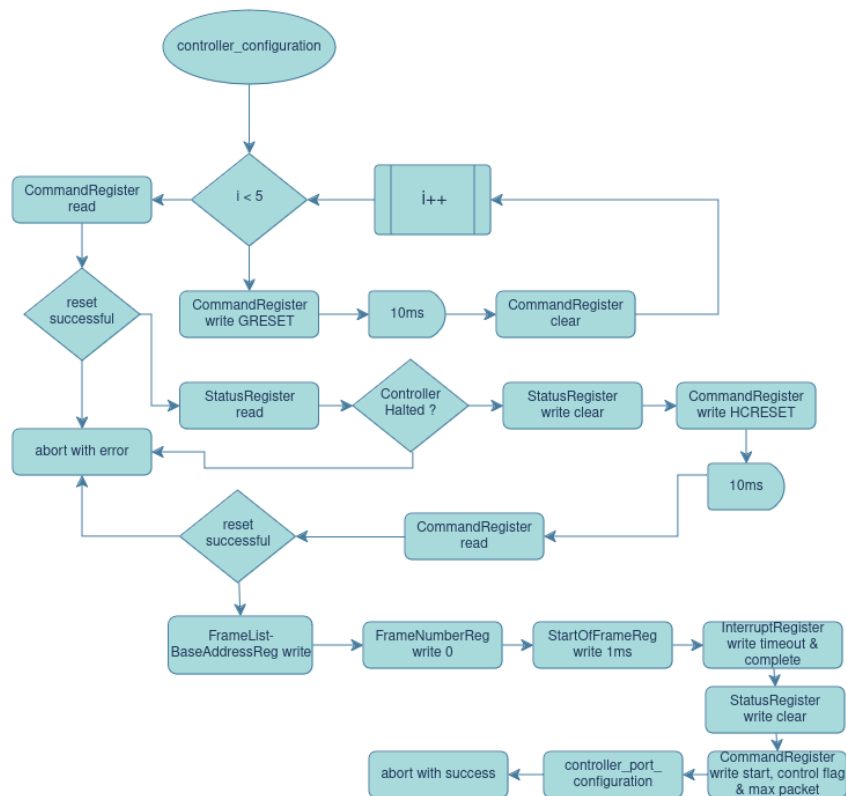 controller_configuration
CommandRegister
read
i < 5
i++
reset
successful
CommandRegister
write GRESET
10ms
CommandRegister
clear
StatusRegister
read
Controller
Halted ?
StatusRegister
write clear
CommandRegister
write HCRESET
abort with error
10ms
reset
successful
CommandRegister
read
FrameList-
BaseAddressReg write
FrameNumberReg
write 0
StartOfFrameReg
write 1ms
InterruptRegister
write timeout &
complete
StatusRegister
write clear
abort with success
controller_port_
configuration
CommandRegister
write start, control flag
& max packet